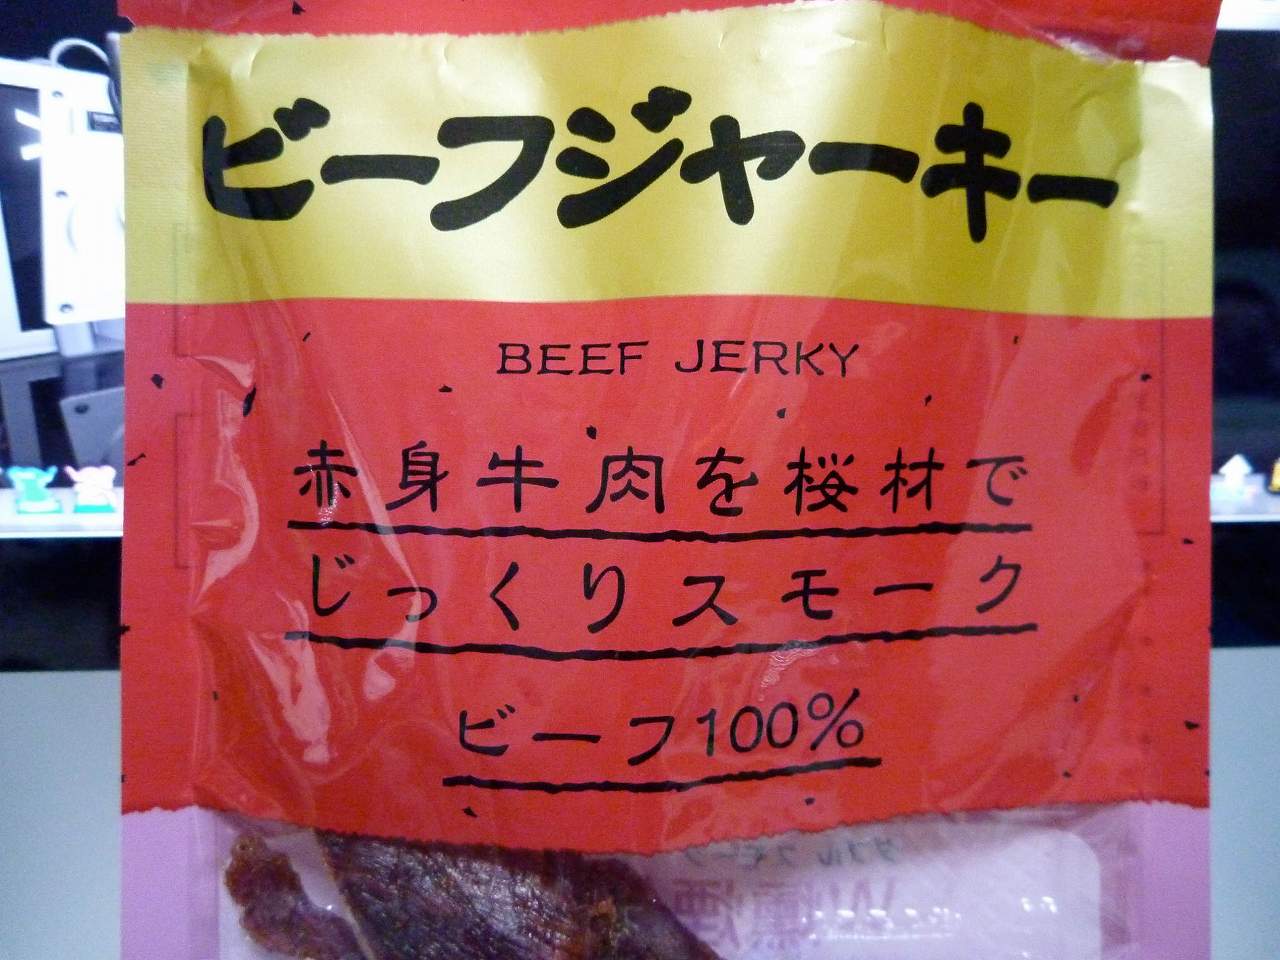 ビーフジャーキー
BEEF JERKY
赤身牛肉を桜材で
じっくりスモーク
ビーフ100%